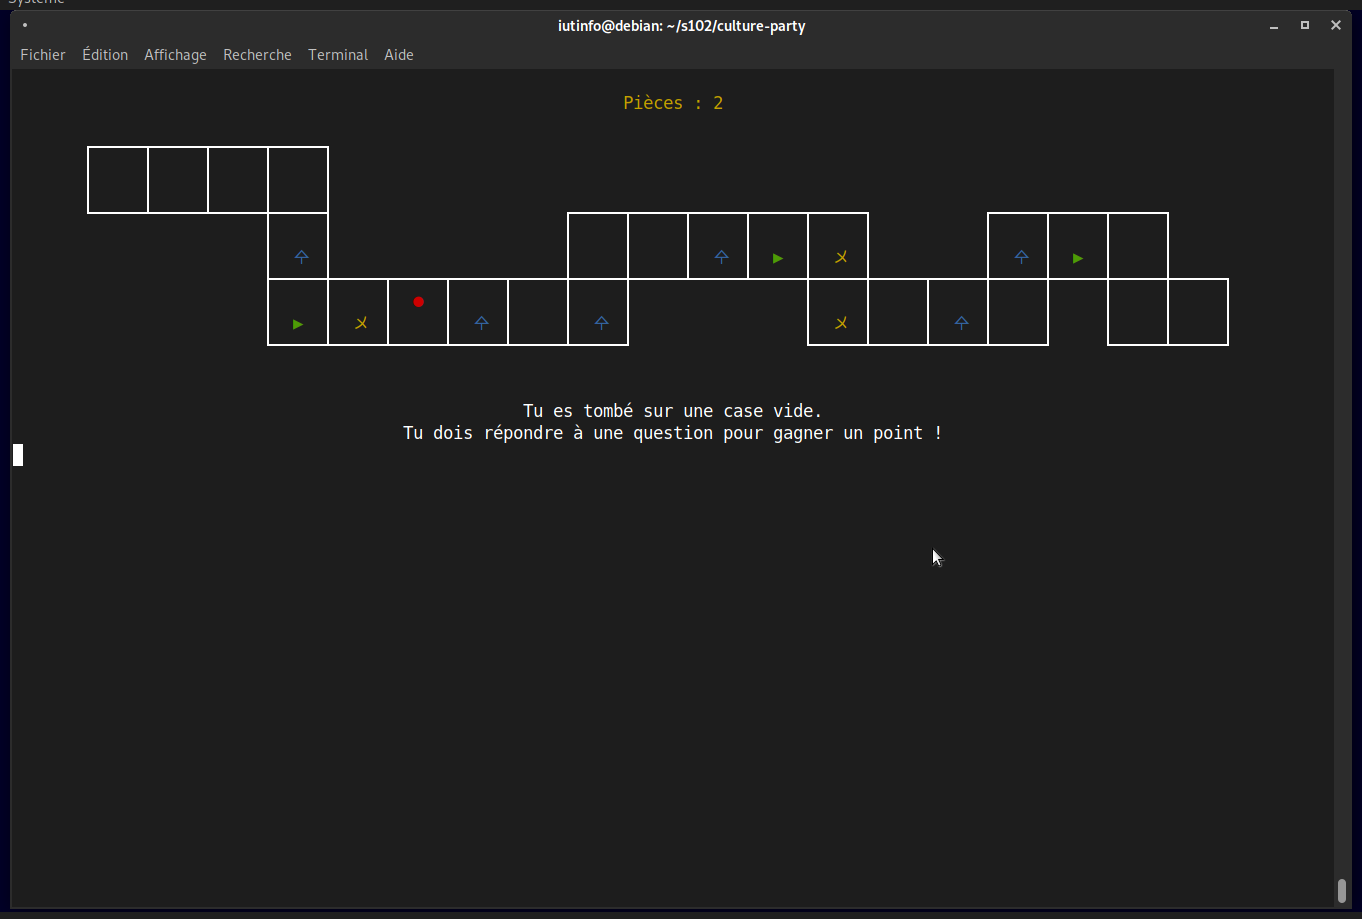 Système
iutinfo@debian: ~/s102/culture-party
Fichier Édition Affichage Recherche Terminal Aide
Pièces : 2
Tu es tombé sur une case vide.
Tu dois répondre à une question pour gagner un point !